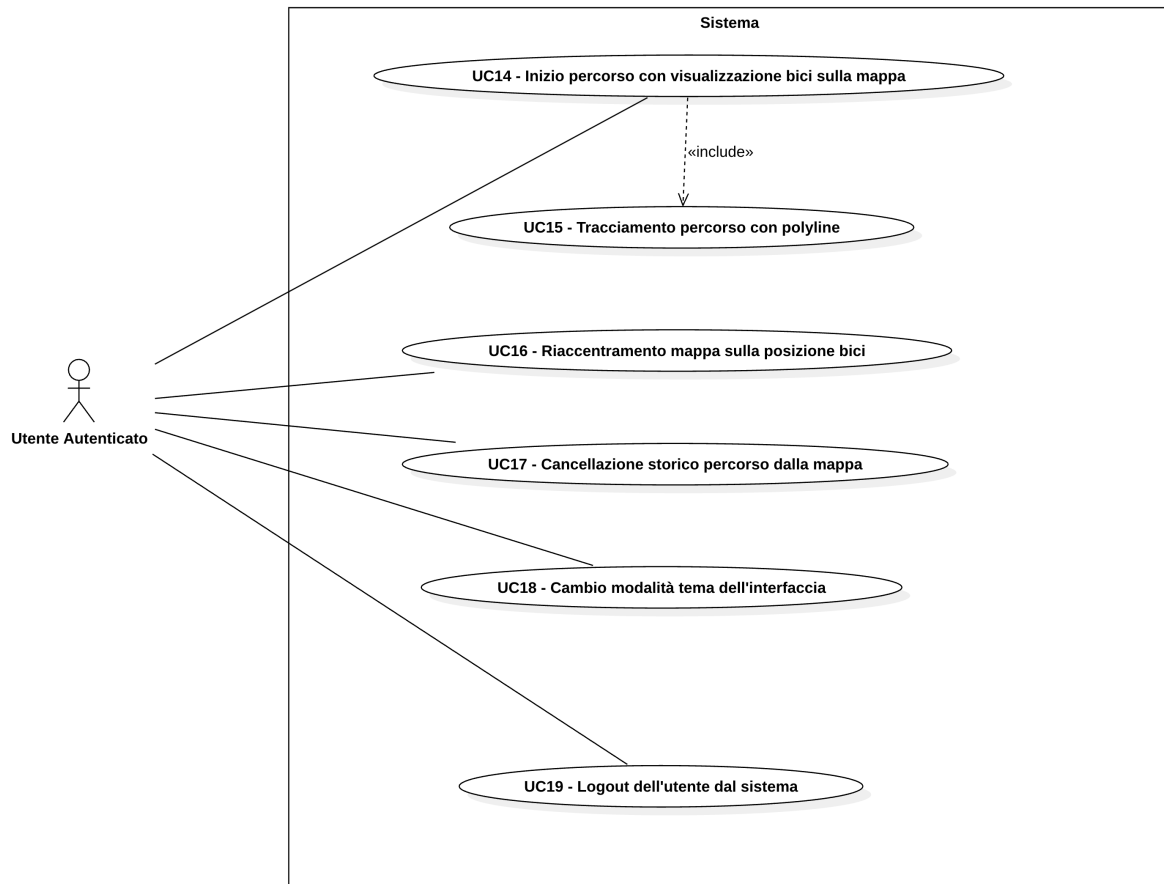 Sistema
UC14 - Inizio percorso con visualizzazione bici sulla mappa
«include»
UC15 - Tracciamento percorso con polyline
UC16 - Riaccentramento mappa sulla posizione bici
Utente Autenticato
UC17 - Cancellazione storico percorso dalla mappa
UC18 - Cambio modalità tema dell'interfaccia
UC19 - Logout dell'utente dal sistema